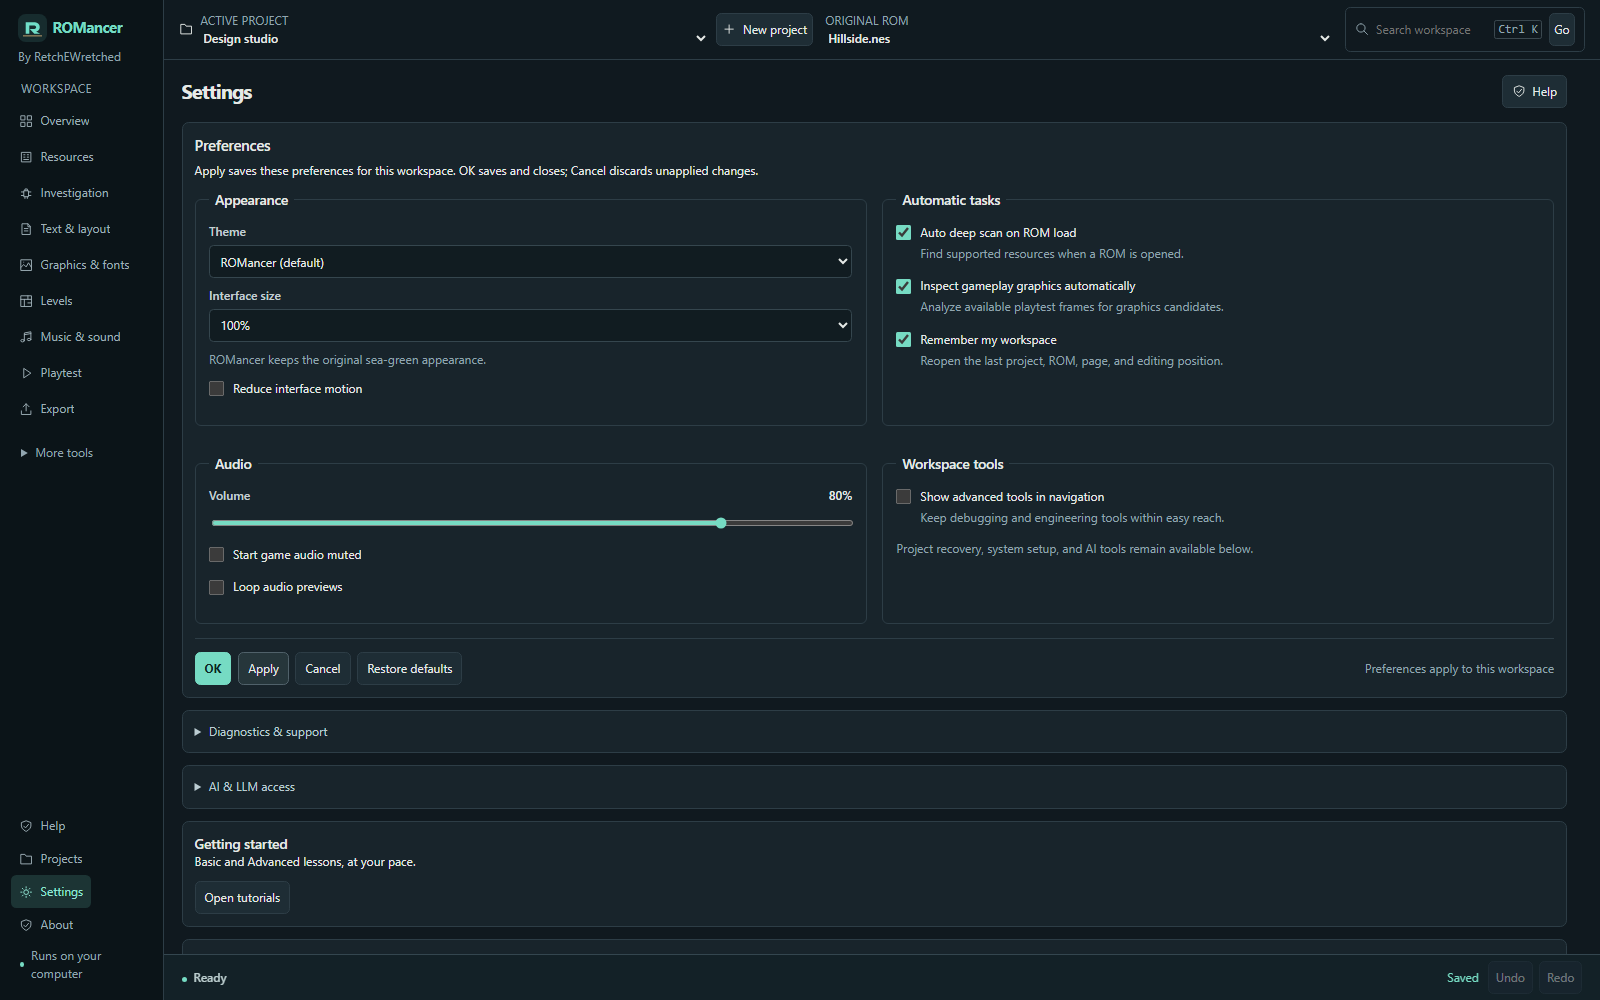 ROMancer
By RetchEWretched
WORKSPACE
Overview
Resources
Investigation
Text & layout
Graphics & fonts
Levels
Music & sound
Playtest
Export
More tools
Help
Projects
Settings
About
Runs on your
computer
ACTIVE PROJECT
Design studio
New project
ORIGINAL ROM
Hillside.nes
Search workspace
Ctrl K
Go
Settings
Help
Preferences
Apply saves these preferences for this workspace. OK saves and closes; Cancel discards unapplied changes.
Appearance
Theme
ROMancer (default)
Interface size
100%
ROMancer keeps the original sea-green appearance.
Reduce interface motion
Automatic tasks
Auto deep scan on ROM load
Find supported resources when a ROM is opened.
Inspect gameplay graphics automatically
Analyze available playtest frames for graphics candidates.
Remember my workspace
Reopen the last project, ROM, page, and editing position.
Audio
Volume 80%
Start game audio muted
Loop audio previews
Workspace tools
Show advanced tools in navigation
Keep debugging and engineering tools within easy reach.
Project recovery, system setup, and AI tools remain available below.
OK Apply Cancel Restore defaults
Preferences apply to this workspace
Diagnostics & support
AI & LLM access
Getting started
Basic and Advanced lessons, at your pace.
Open tutorials
Ready
Saved Undo Redo